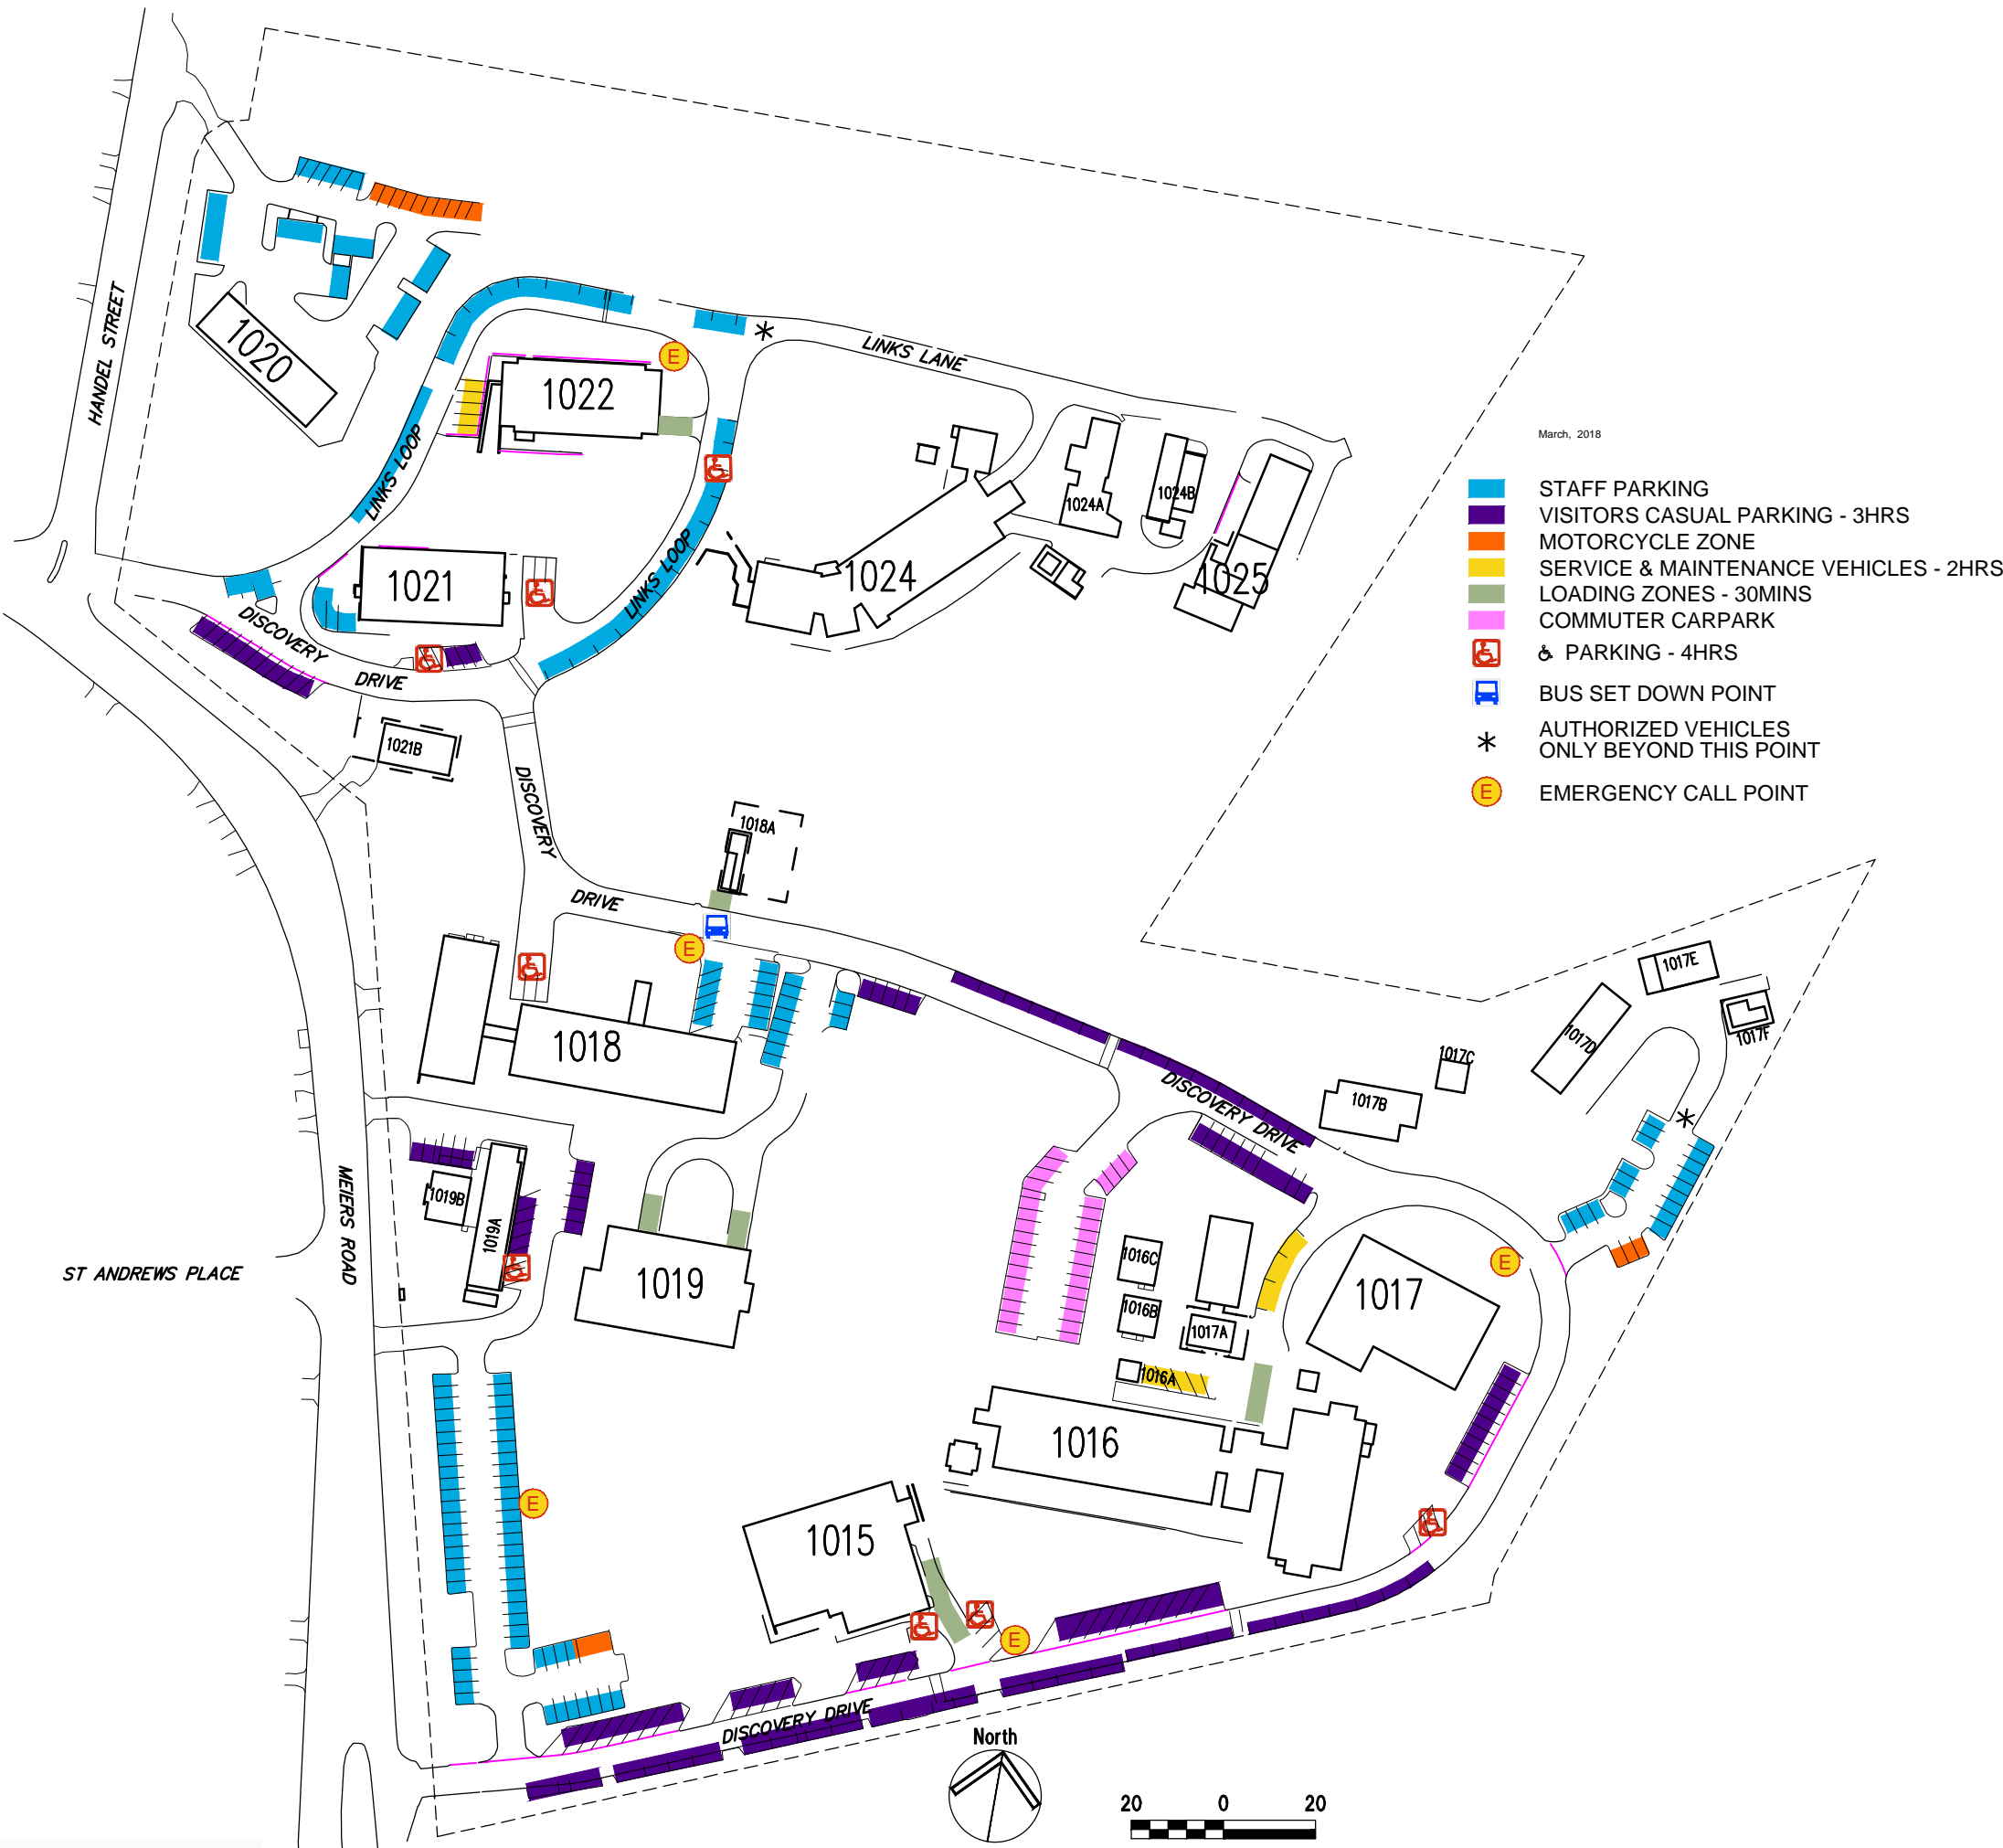 HANDEL STREET
1020
LINKS LOOP
1022
E
LINKS LANE
1021
LINKS LOOP
1024
1024A
1024B
1025
DISCOVERY
DRIVE
1021B
DISCOVERY
DRIVE
1018A
E
1018
March, 2018
STAFF PARKING
VISITORS CASUAL PARKING - 3HRS
MOTORCYCLE ZONE
SERVICE & MAINTENANCE VEHICLES - 2HRS
LOADING ZONES - 30MINS
COMMUTER CARPARK
PARKING - 4HRS
BUS SET DOWN POINT
AUTHORIZED VEHICLES
ONLY BEYOND THIS POINT
E EMERGENCY CALL POINT
1017E
1017D
1017F
1017C
1017B
DISCOVERY DRIVE
MEIERS ROAD
ST ANDREWS PLACE
1019B
1019A
1019
1016C
1016B
1017A
1016A
1017
E
1016
E
1015
E
DISCOVERY DRIVE
North
20 0 20